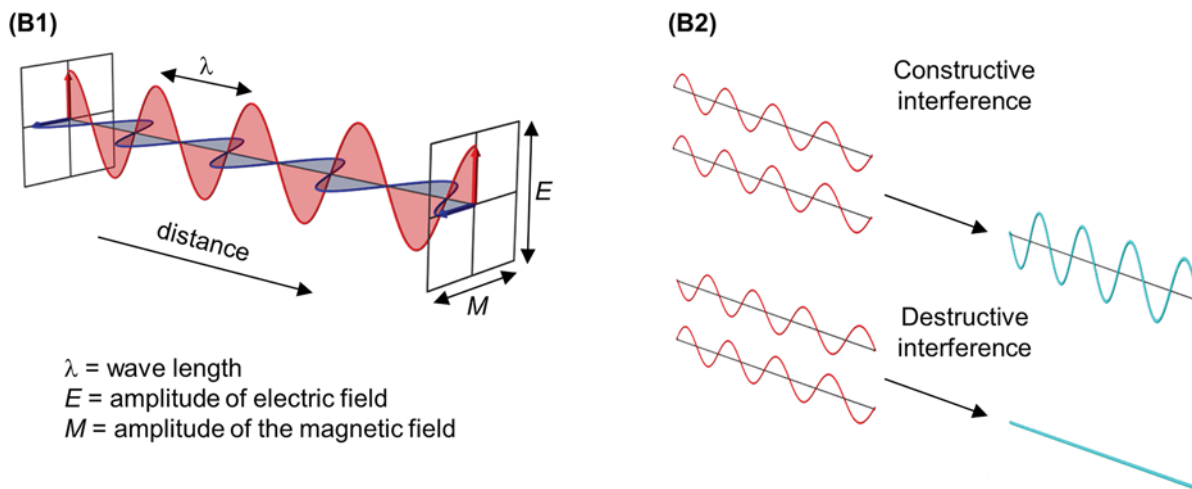 (B1)
λ
distance
E
M
λ = wave length
E = amplitude of electric field
M = amplitude of the magnetic field
(B2)
Constructive
interference
Destructive
interference